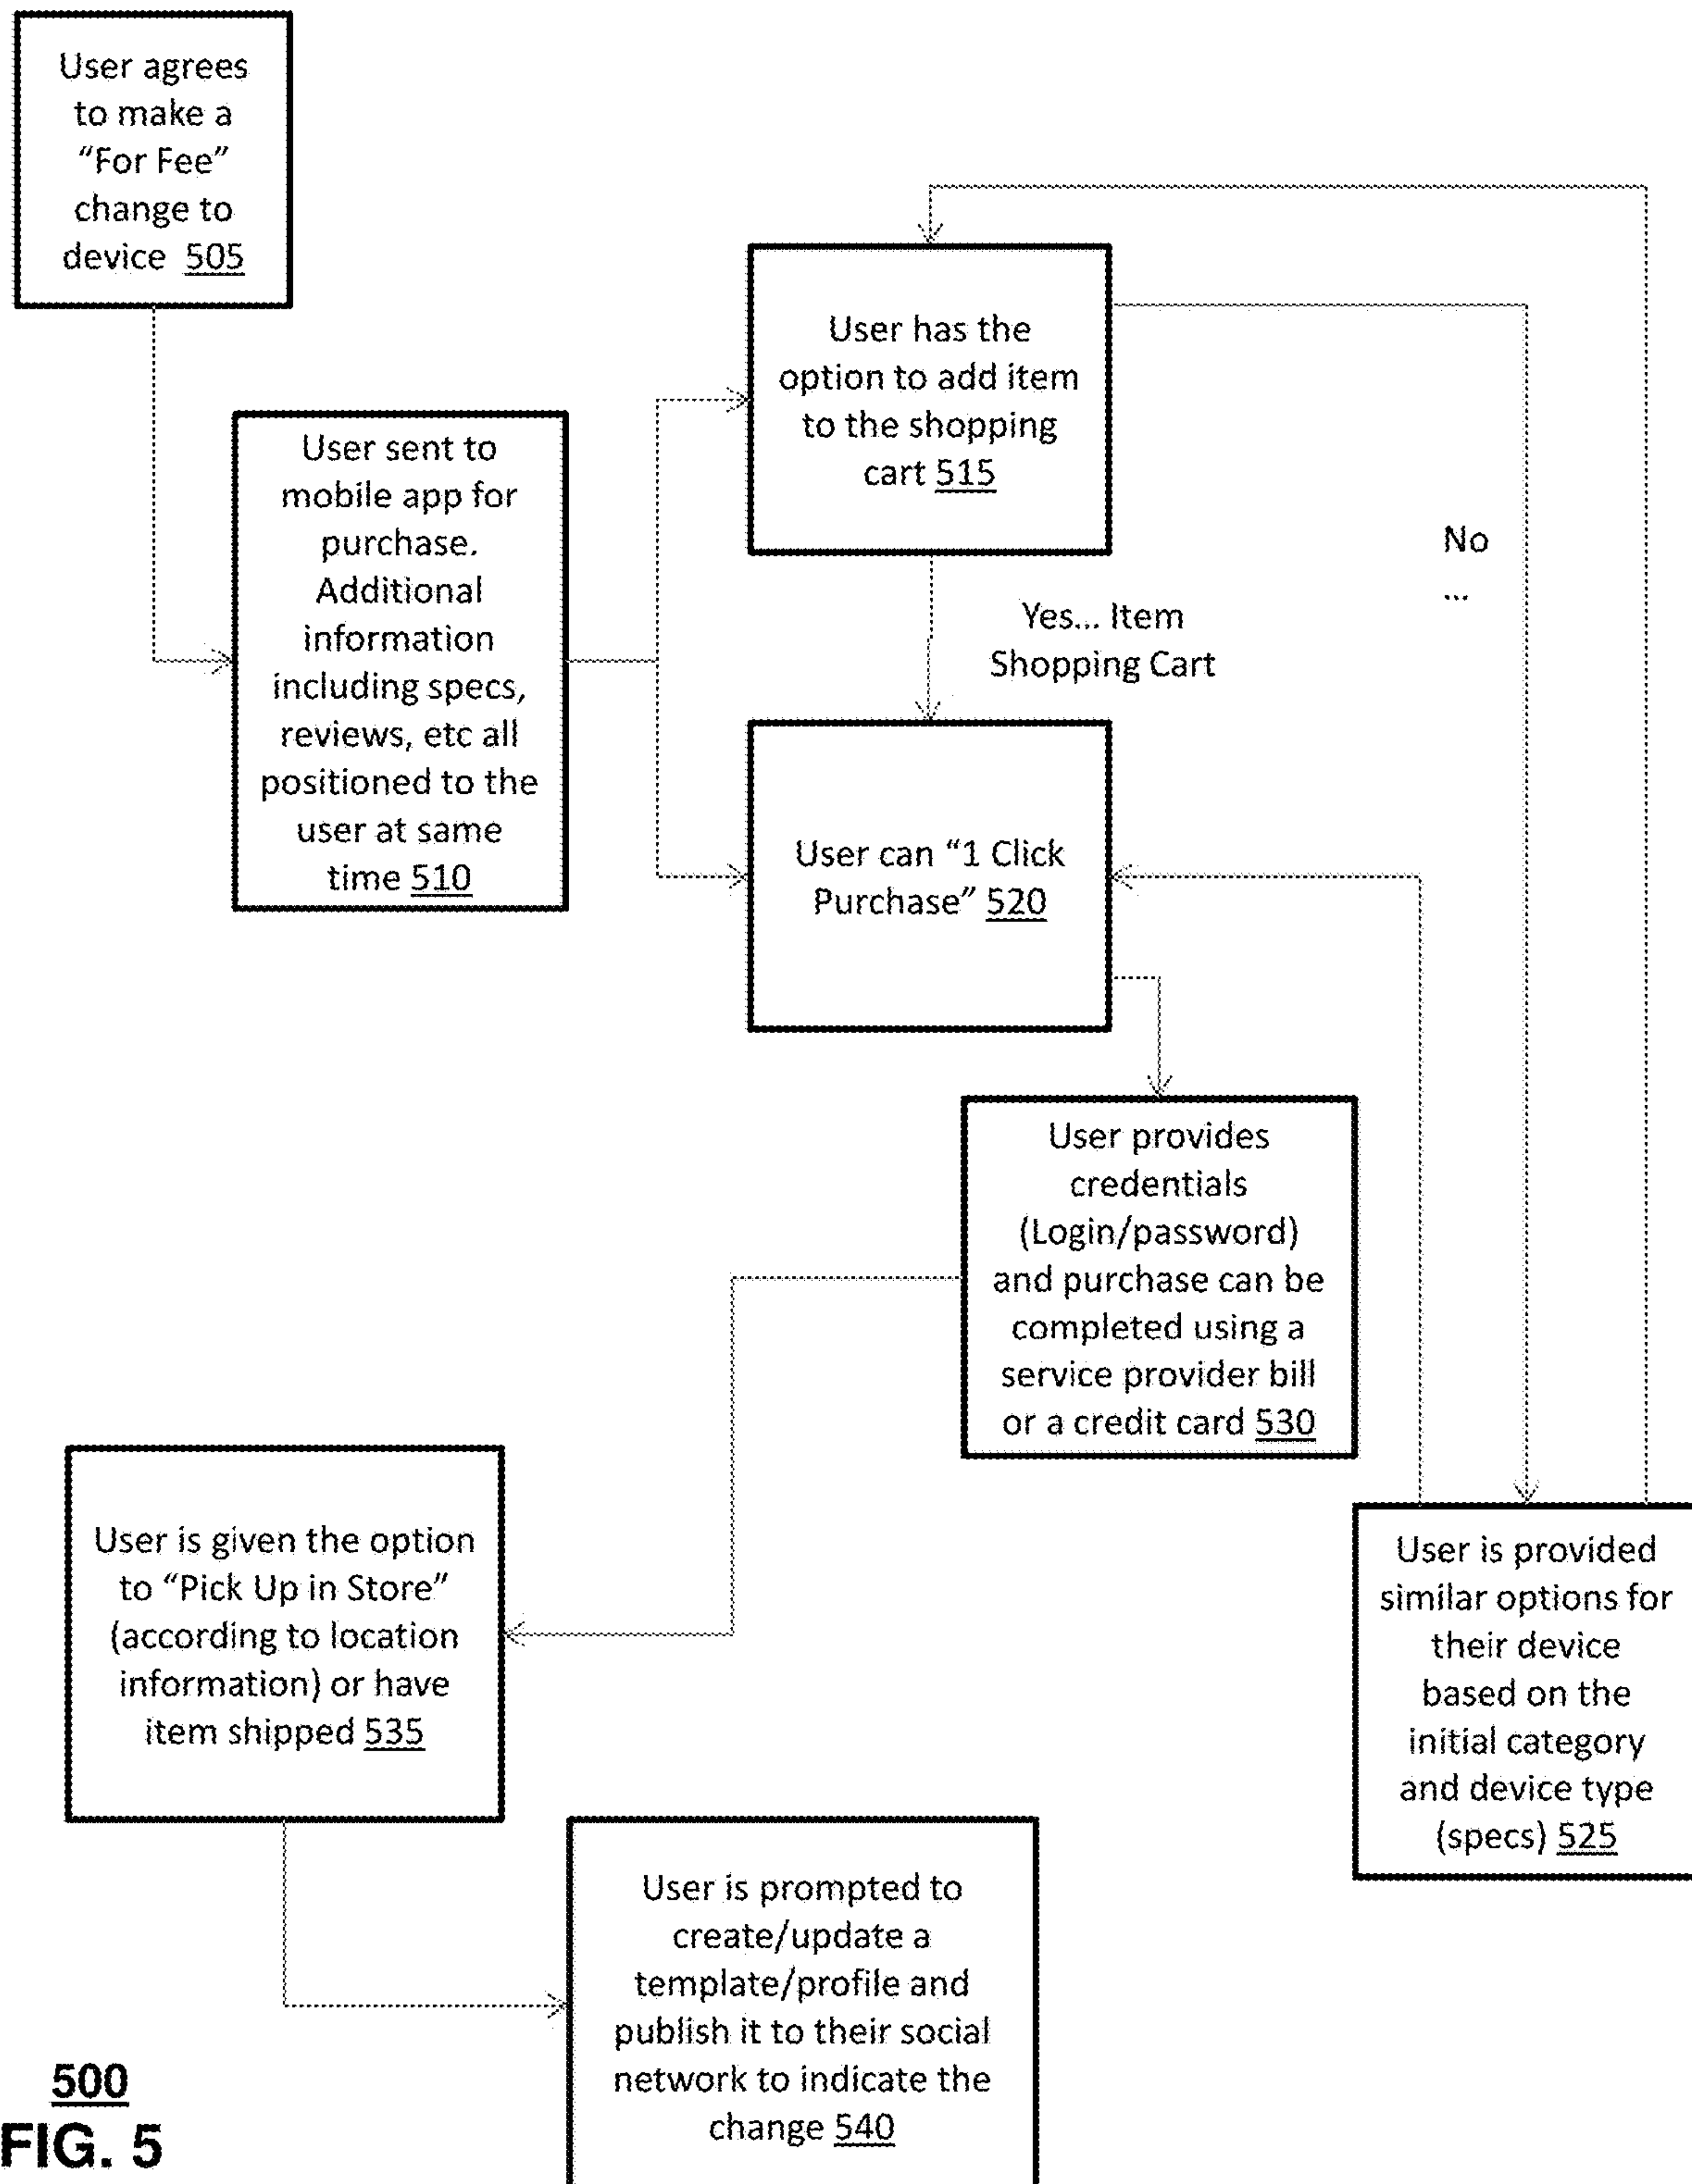 User agrees
to make a
“For Fee”
change to
device 505
User sent to
mobile app for
purchase.
Additional
information
including specs,
reviews, etc all
positioned to the
user at same
time 510
User has the
option to add item
to the shopping
cart 515
No
...
Yes... Item
Shopping Cart
User can “1 Click
Purchase” 520
User provides
credentials
(Login/password)
and purchase can be
completed using a
service provider bill
or a credit card 530
User is provided
similar options for
their device
based on the
initial category
and device type
(specs) 525
User is given the option
to “Pick Up in Store”
(according to location
information) or have
item shipped 535
User is prompted to
create/update a
template/profile and
publish it to their social
network to indicate the
change 540
500
FIG. 5